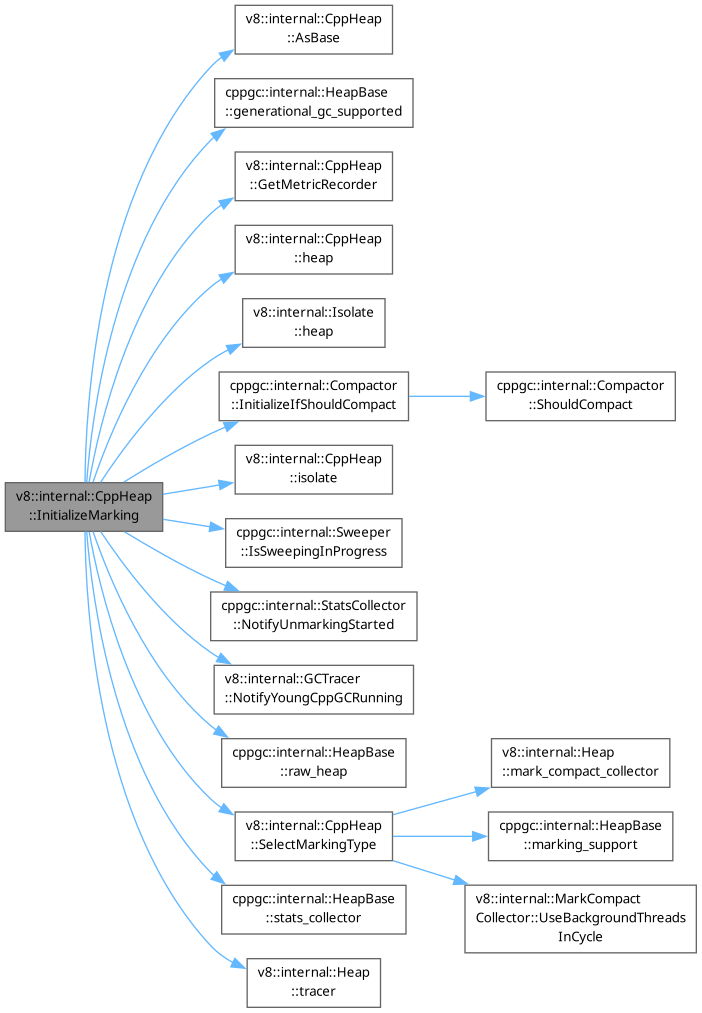 v8::internal::CppHeap
::AsBase
cppgc::internal::HeapBase
::generational_gc_supported
v8::internal::CppHeap
::GetMetricRecorder
v8::internal::CppHeap
::heap
v8::internal::Isolate
::heap
cppgc::internal::Compactor
::InitializeIfShouldCompact
cppgc::internal::Compactor
::ShouldCompact
v8::internal::CppHeap
::isolate
v8::internal::CppHeap
::InitializeMarking
cppgc::internal::Sweeper
::IsSweepingInProgress
cppgc::internal::StatsCollector
::NotifyUnmarkingStarted
v8::internal::GCTracer
::NotifyYoungCppGCRunning
cppgc::internal::HeapBase
::raw_heap
v8::internal::Heap
::mark_compact_collector
v8::internal::CppHeap
::SelectMarkingType
cppgc::internal::HeapBase
::marking_support
cppgc::internal::HeapBase
::stats_collector
v8::internal::MarkCompact
Collector::UseBackgroundThreads
InCycle
v8::internal::Heap
::tracer